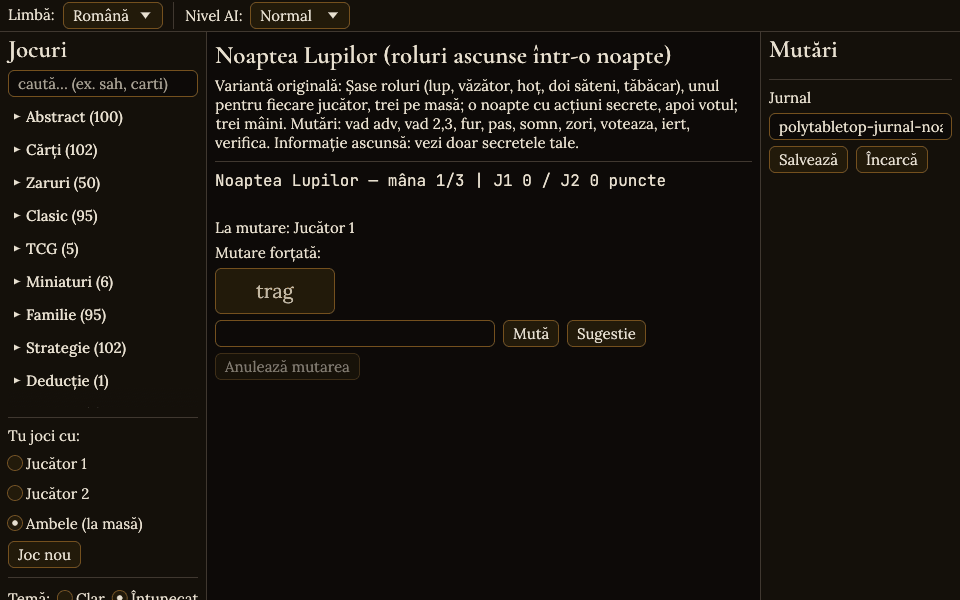 Limbă: Română Nivel AI: Normal
Jocuri
caută... (ex. sah, carti)
Abstract (100)
Cărți (102)
Zaruri (50)
Clasic (95)
TCG (5)
Miniaturi (6)
Familie (95)
Strategie (102)
Deducție (1)
Tu joci cu:
Jucător 1
Jucător 2
Ambele (la masă)
Joc nou
Temă: Clar Întunecat
Noaptea Lupilor (roluri ascunse într-o noapte)
Variantă originală: Șase roluri (lup, văzător, hoț, doi săteni, tăbăcar), unul
pentru fiecare jucător, trei pe masă; o noapte cu acțiuni secrete, apoi votul;
trei mâini. Mutări: vad adv, vad 2,3, fur, pas, somn, zori, voteaza, iert,
verifica. Informație ascunsă: vezi doar secretele tale.
Noaptea Lupilor — mâna 1/3 | J1 0 / J2 0 puncte
La mutare: Jucător 1
Mutare forțată:
trag
Mută Sugestie
Anulează mutarea
Mutări
Jurnal
polytabletop-jurnal-noa
Salvează Încarcă